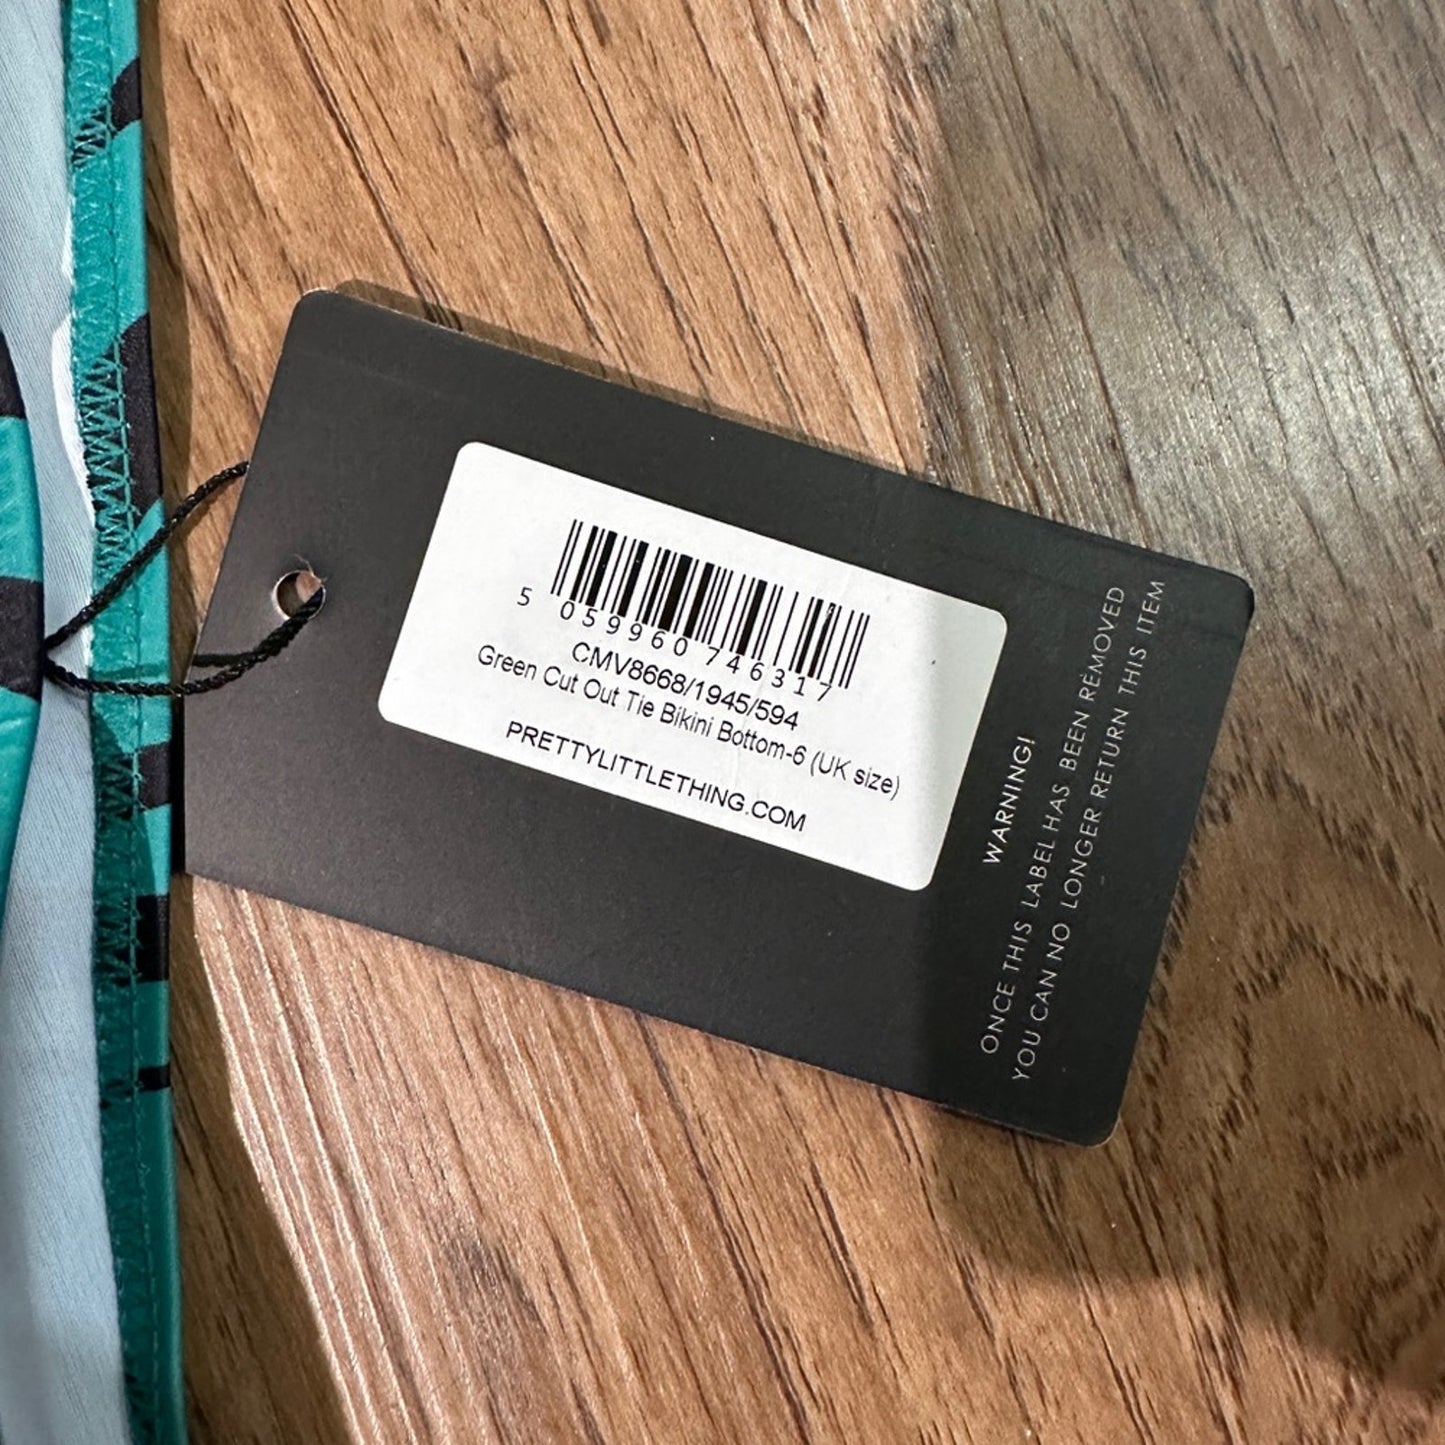 5 059960 746317
CMV8668/1945/594
Green Cut Out Tie Bikini Bottom-6 (UK size)
PRETTYLITTLETHING.COM
WARNING!
ONCE THIS LABEL HAS BEEN REMOVED
YOU CAN NO LONGER RETURN THIS ITEM